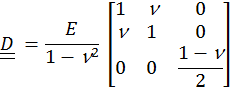 D = E / (1 − ν²) [1 ν 0
ν 1 0
0 0 (1 − ν) / 2]